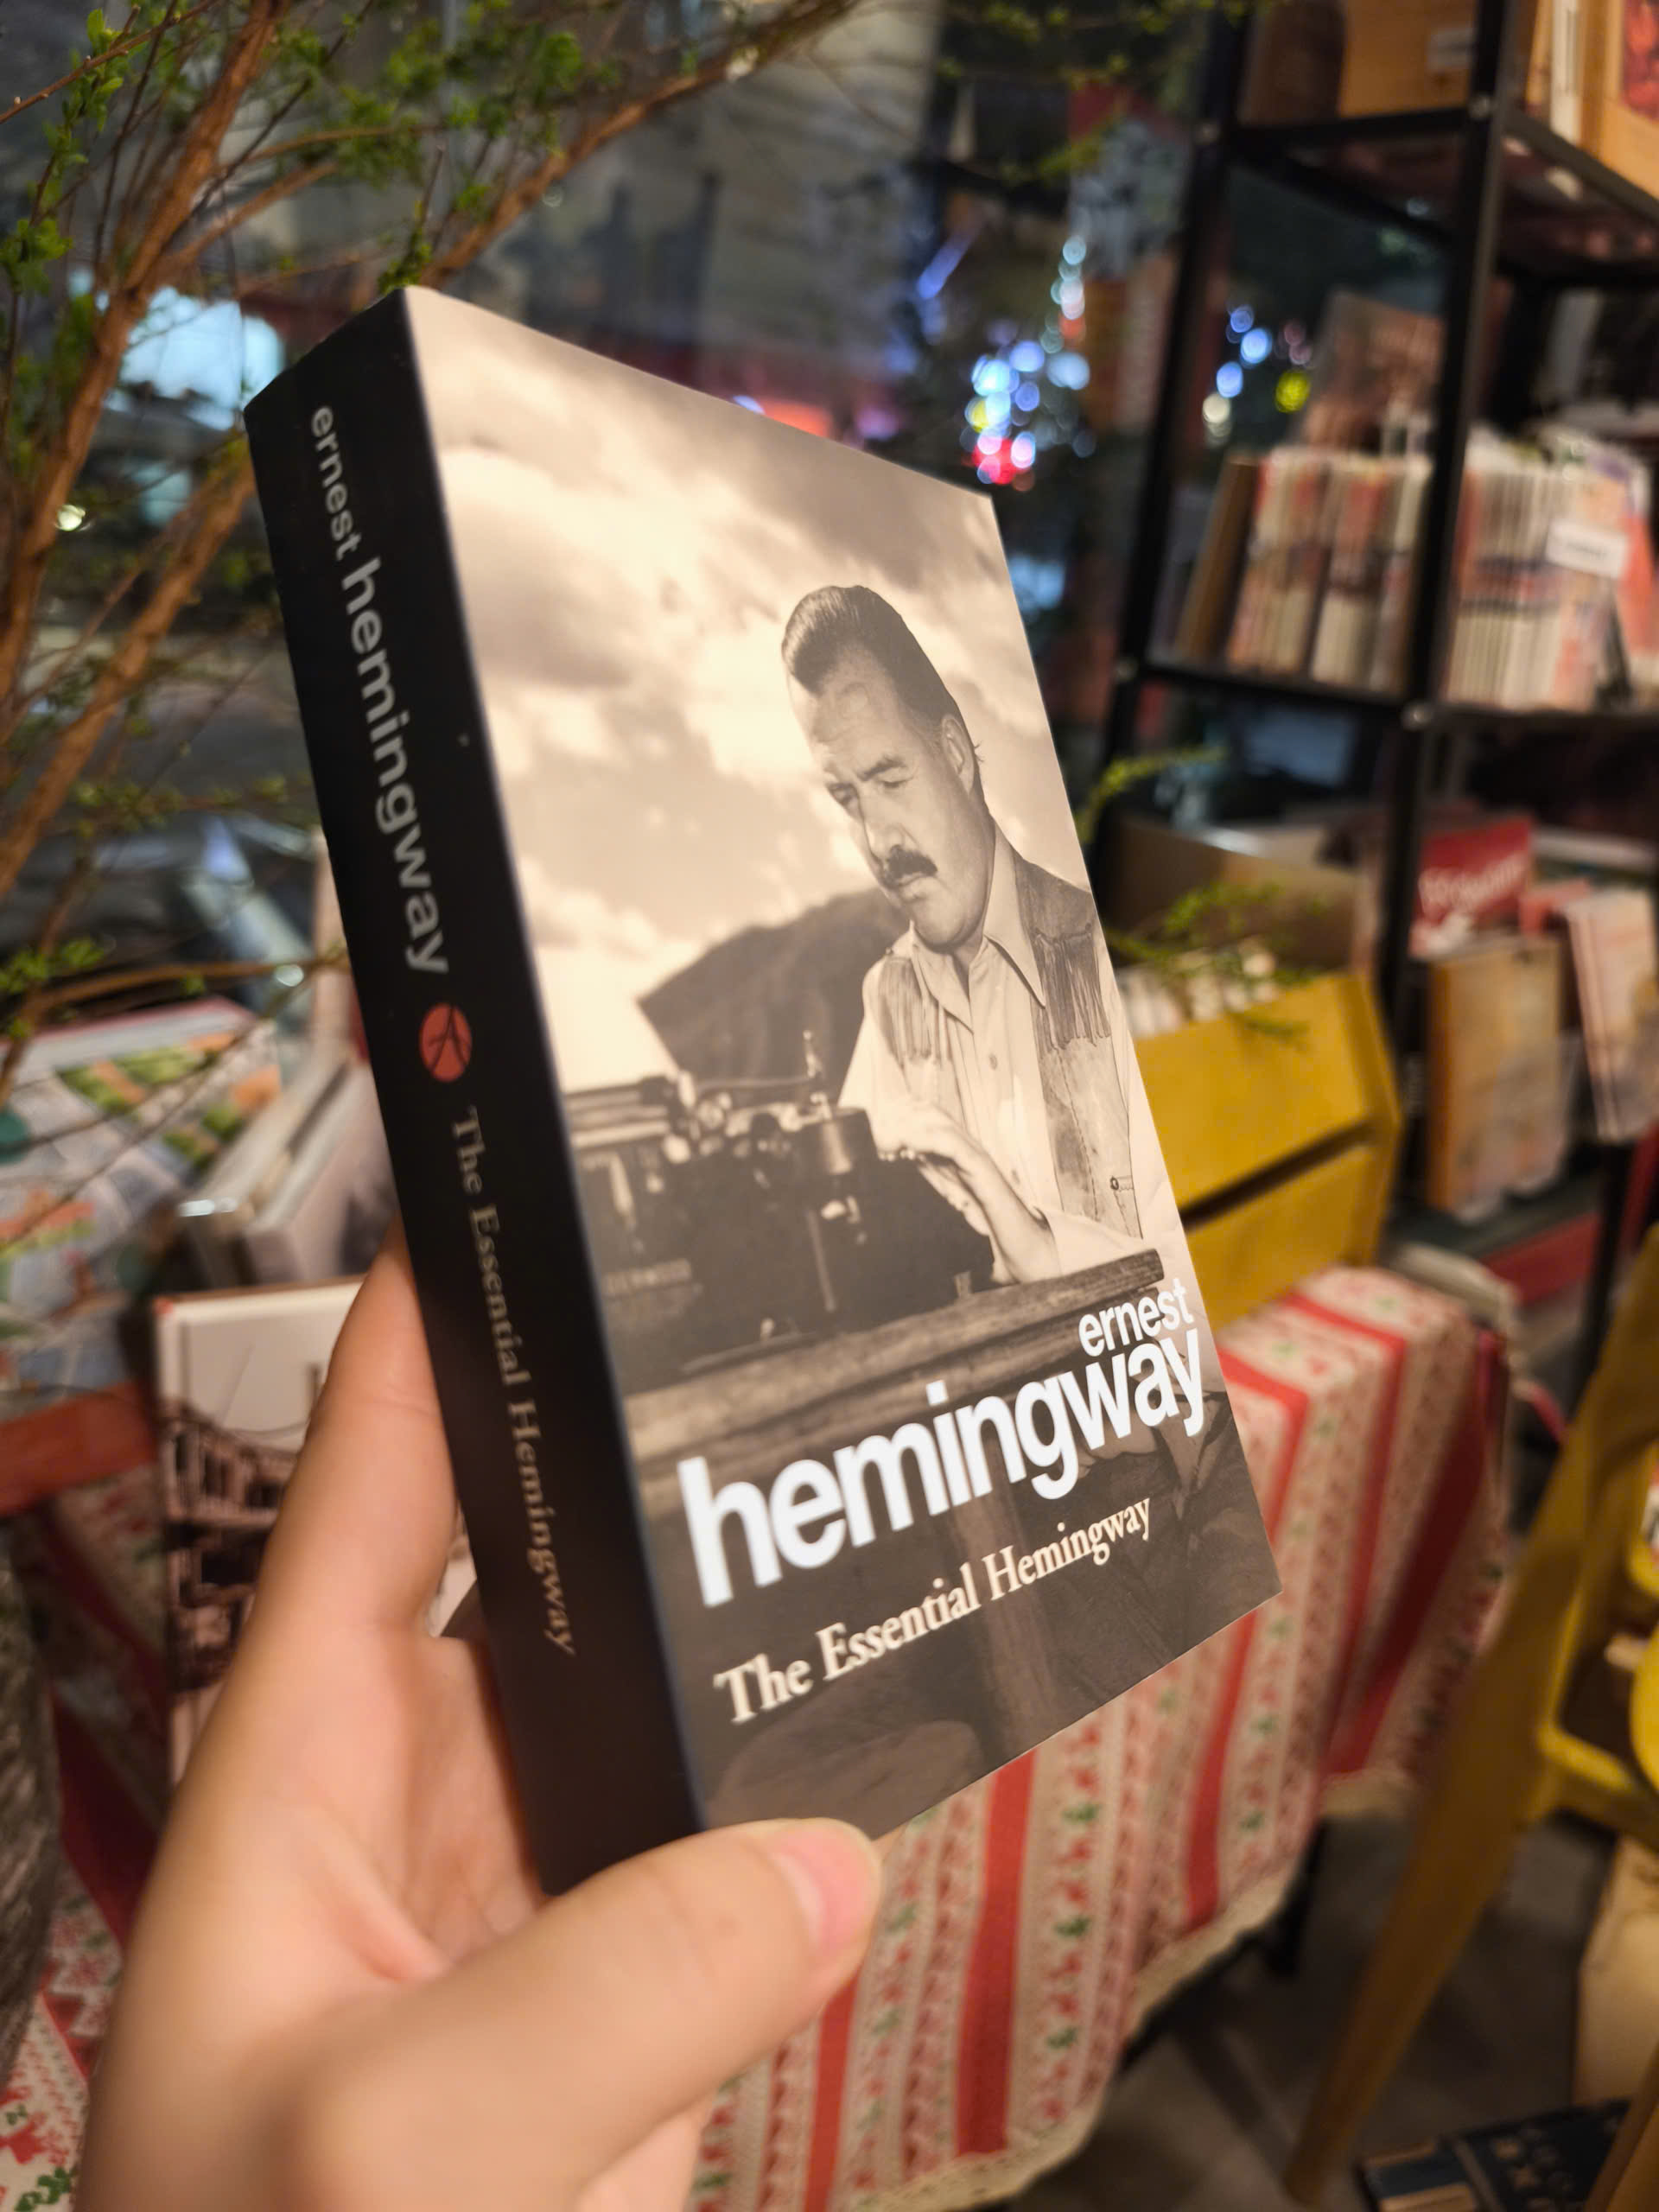 ernest hemingway
The Essential Hemingway
ernest
hemingway
The Essential Hemingway